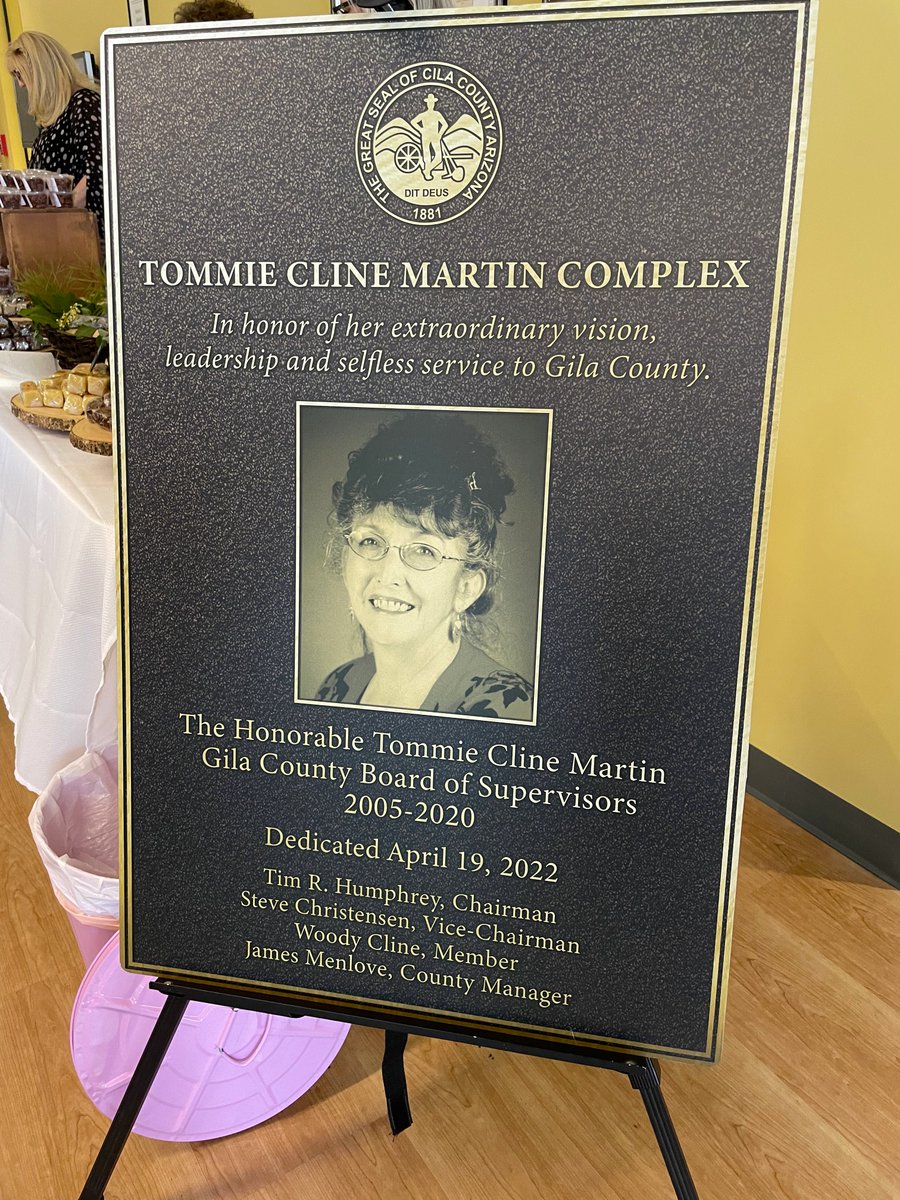 THE GREAT SEAL OF GILA COUNTY ARIZONA
DIT DEUS
1881
TOMMIE CLINE MARTIN COMPLEX
In honor of her extraordinary vision,
leadership and selfless service to Gila County.
The Honorable Tommie Cline Martin
Gila County Board of Supervisors
2005-2020
Dedicated April 19, 2022
Tim R. Humphrey, Chairman
Steve Christensen, Vice-Chairman
Woody Cline, Member
James Menlove, County Manager